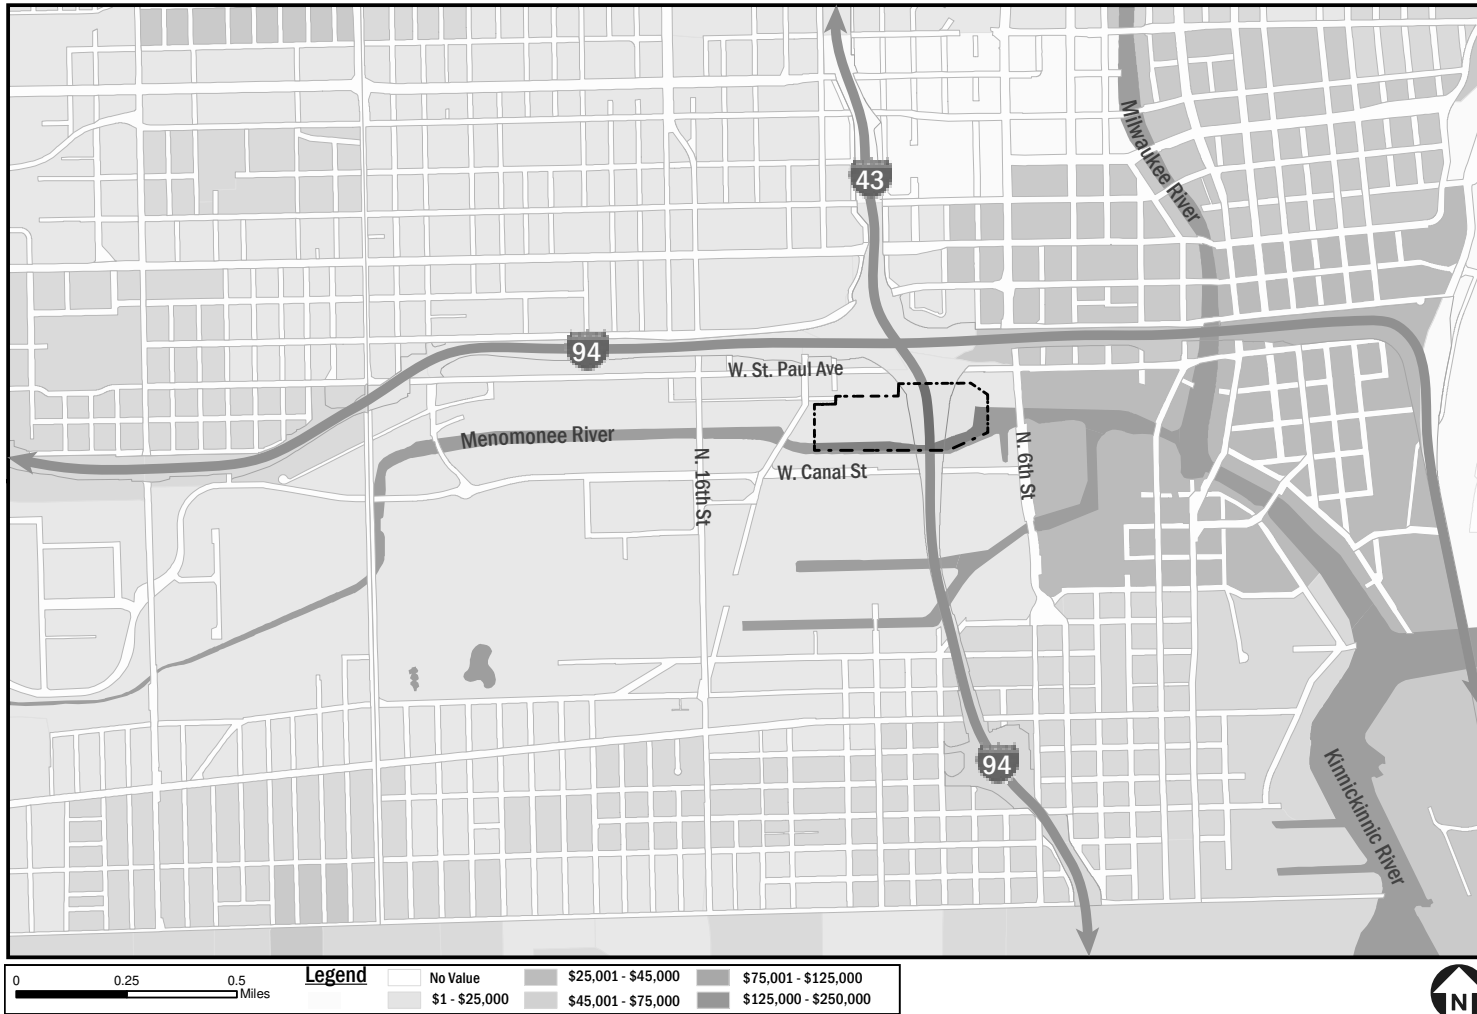 43
Milwaukee River
94
W. St. Paul Ave
Menomonee River
N. 16th St
W. Canal St
N. 6th St
94
Kinnickinnic River
0 0.25 0.5
Miles
Legend
No Value
$1 - $25,000
$25,001 - $45,000
$45,001 - $75,000
$75,001 - $125,000
$125,000 - $250,000
N